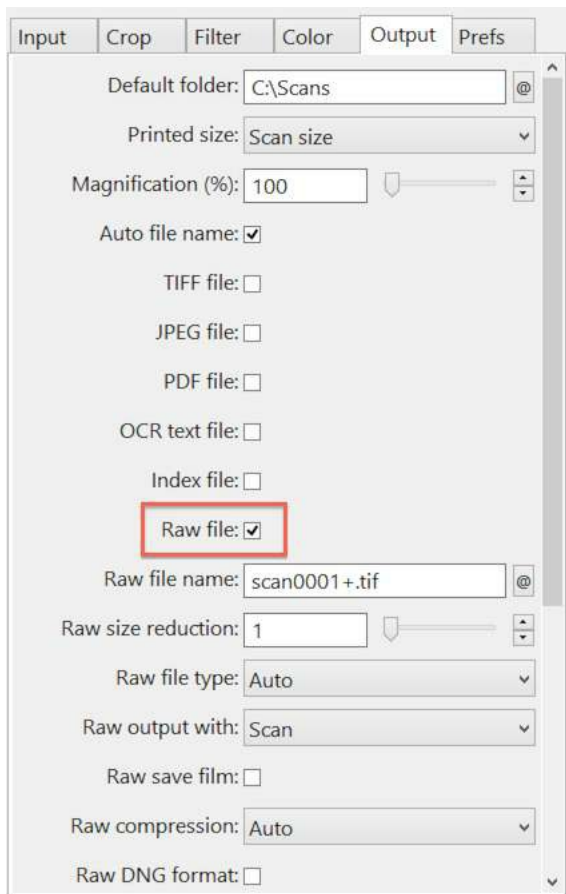 Input Crop Filter Color Output Prefs
Default folder: C:\Scans @
Printed size: Scan size
Magnification (%): 100
Auto file name:
TIFF file:
JPEG file:
PDF file:
OCR text file:
Index file:
Raw file:
Raw file name: scan0001+.tif @
Raw size reduction: 1
Raw file type: Auto
Raw output with: Scan
Raw save film:
Raw compression: Auto
Raw DNG format: